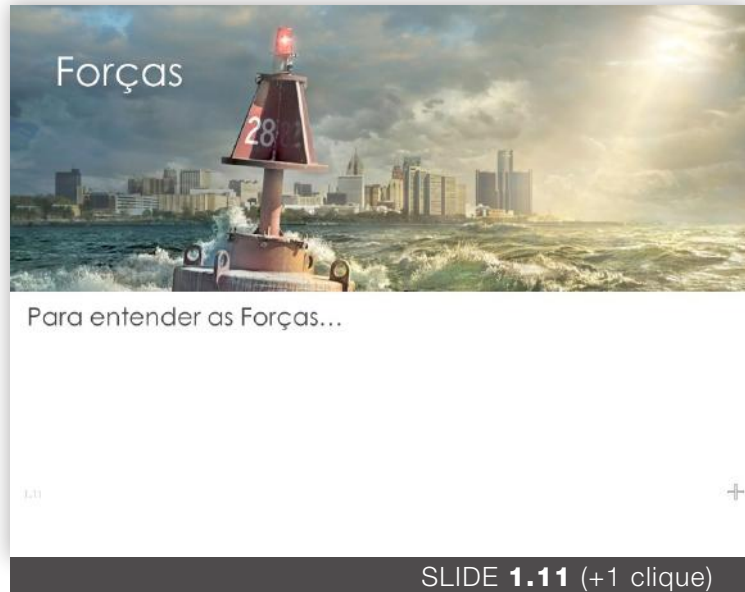 Forças
28
Para entender as Forças...
1.11
SLIDE 1.11 (+1 clique)